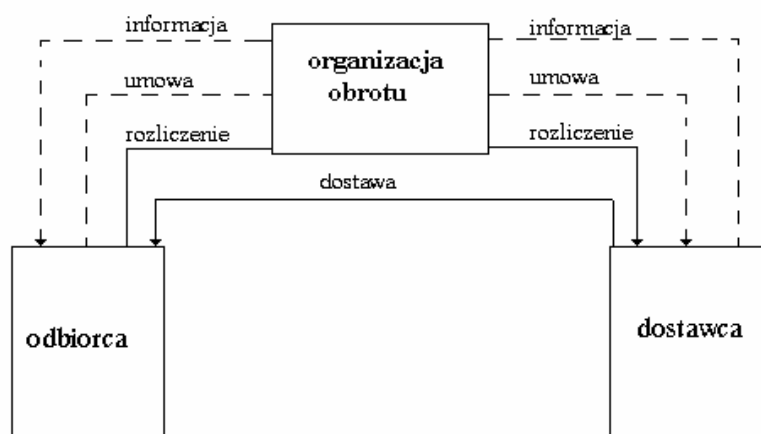 informacja
informacja
organizacja
obrotu
umowa
umowa
rozliczenie
rozliczenie
dostawa
odbiorca
dostawca